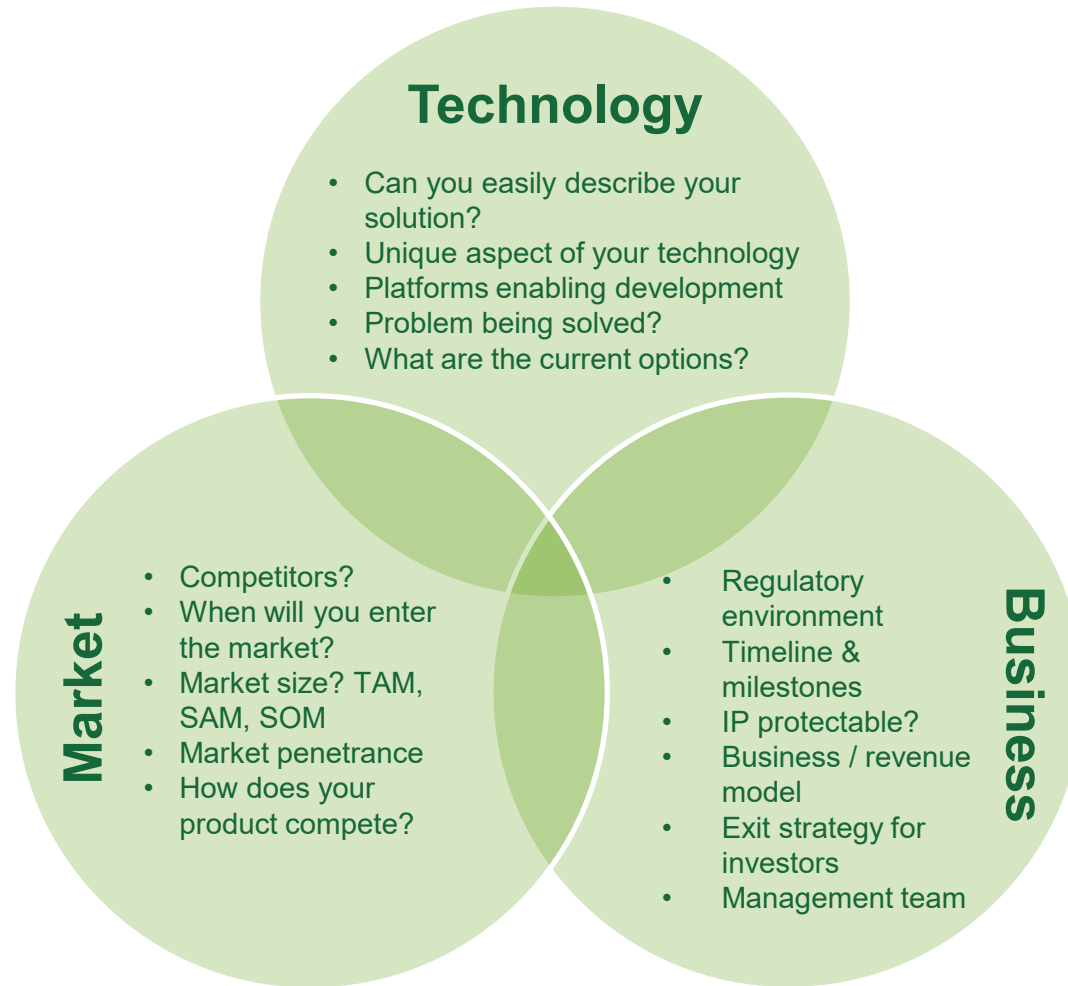 Technology
• Can you easily describe your
solution?
• Unique aspect of your technology
• Platforms enabling development
• Problem being solved?
• What are the current options?
Market
• Competitors?
• When will you enter
the market?
• Market size? TAM,
SAM, SOM
• Market penetrance
• How does your
product compete?
• Regulatory
environment
• Timeline &
milestones
• IP protectable?
• Business / revenue
model
• Exit strategy for
investors
• Management team
Business